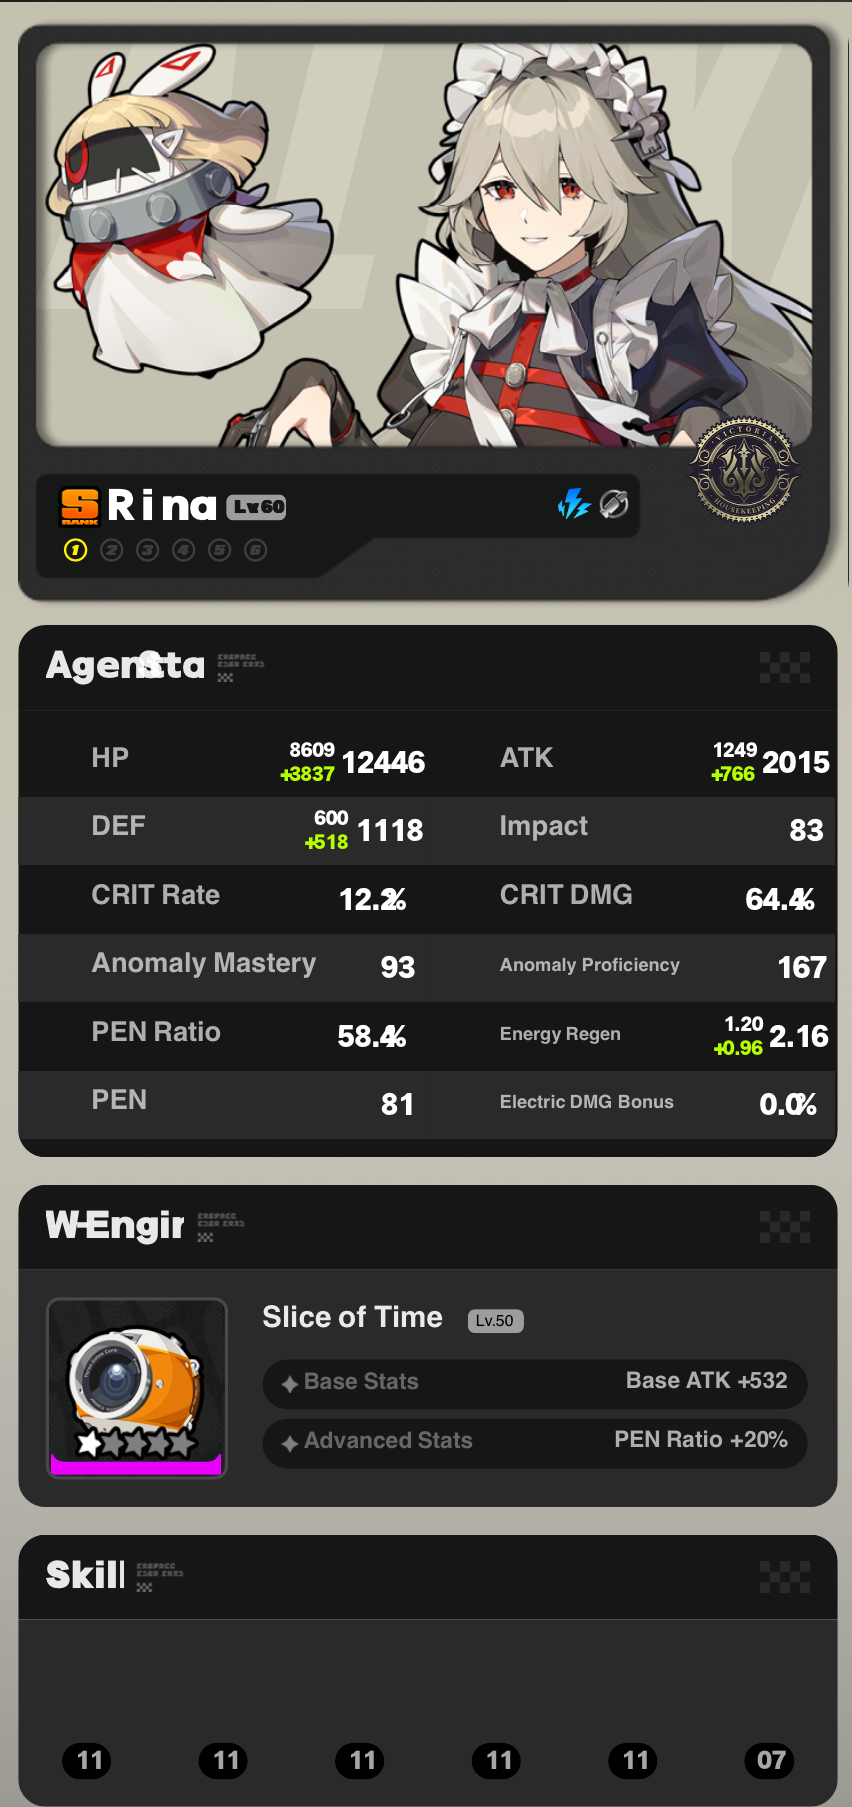 VICTORIA
HOUSEKEEPING
S RANK Rina Lv60
1 2 3 4 5 6
Agent Sta
HP 8609 +3837 12446 ATK 1249 +766 2015
DEF 600 +518 1118 Impact 83
CRIT Rate 12.2% CRIT DMG 64.4%
Anomaly Mastery 93 Anomaly Proficiency 167
PEN Ratio 58.4% Energy Regen 1.20 +0.96 2.16
PEN 81 Electric DMG Bonus 0.0%
W-Engin
Slice of Time Lv.50
Base Stats Base ATK +532
Advanced Stats PEN Ratio +20%
Skill
11 11 11 11 11 07